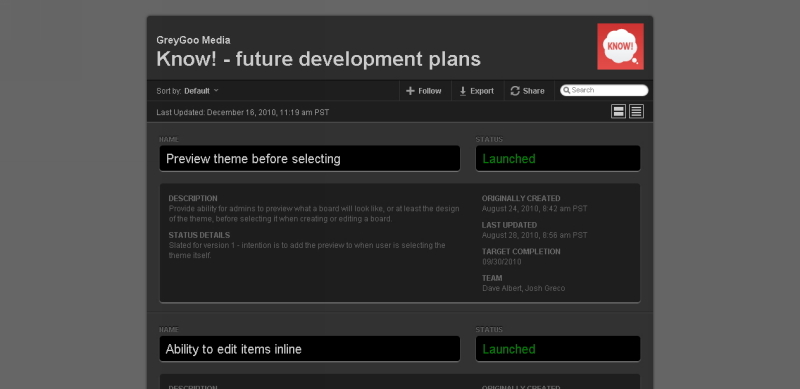 GreyGoo Media
Know! - future development plans
KNOW!
Sort by: Default
Follow
Export
Share
Search
Last Updated: December 16, 2010, 11:19 am PST
NAME
STATUS
Preview theme before selecting
Launched
DESCRIPTION
Provide ability for admins to preview what a board will look like, or at least the design
of the theme, before selecting it when creating or editing a board.
STATUS DETAILS
Slated for version 1 - intention is to add the preview to when user is selecting the
theme itself.
ORIGINALLY CREATED
August 24, 2010, 8:42 am PST
LAST UPDATED
August 28, 2010, 8:56 am PST
TARGET COMPLETION
09/30/2010
TEAM
Dave Albert, Josh Greco
NAME
STATUS
Ability to edit items inline
Launched
DESCRIPTION
ORIGINALLY CREATED